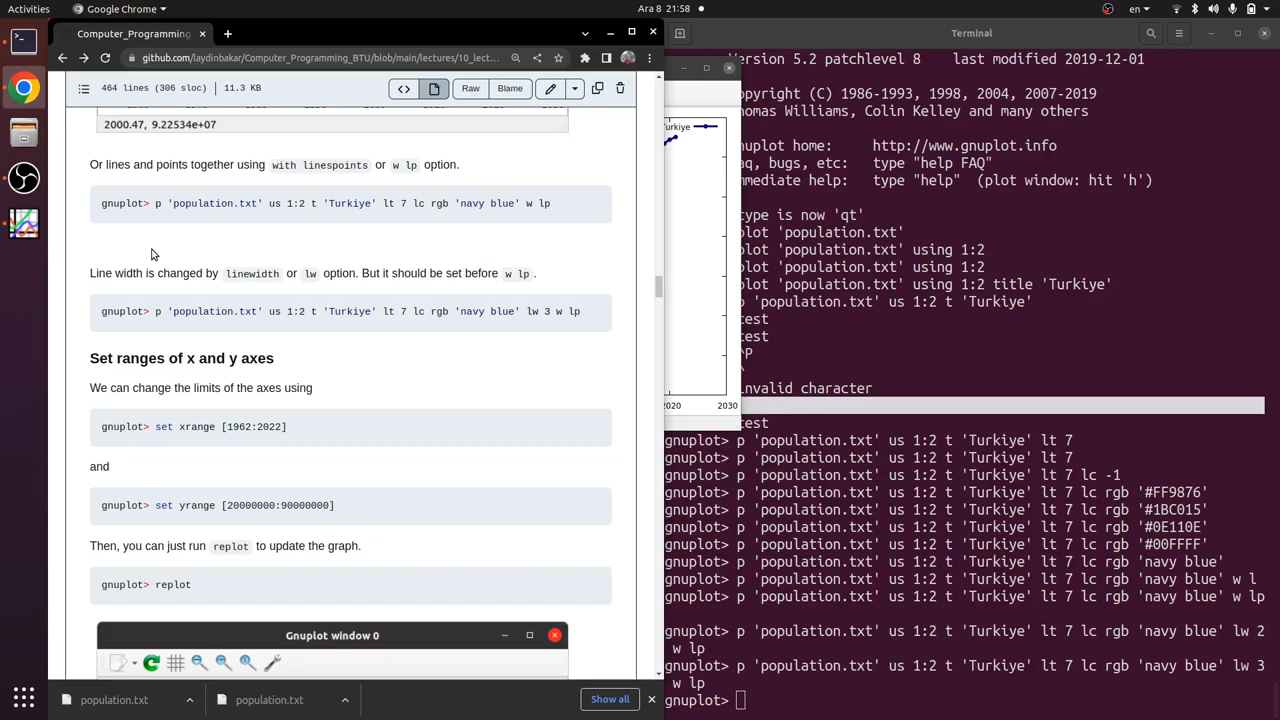 Activities
Google Chrome
Ara 8 21:58
en
Computer_Programming
Terminal
github.com/laydinbakar/Computer_Programming_BTU/blob/main/lectures/10_lect...
464 lines (306 sloc)
11.3 KB
Raw
Blame
2000.47, 9.22534e+07
Or lines and points together using with linespoints or w lp option.
gnuplot> p 'population.txt' us 1:2 t 'Turkiye' lt 7 lc rgb 'navy blue' w lp
Line width is changed by linewidth or lw option. But it should be set before w lp.
gnuplot> p 'population.txt' us 1:2 t 'Turkiye' lt 7 lc rgb 'navy blue' lw 3 w lp
Set ranges of x and y axes
We can change the limits of the axes using
gnuplot> set xrange [1962:2022]
and
gnuplot> set yrange [20000000:90000000]
Then, you can just run replot to update the graph.
gnuplot> replot
Gnuplot window 0
population.txt
population.txt
Show all
Turkiye
2020
2030
Version 5.2 patchlevel 8 last modified 2019-12-01
opyright (C) 1986-1993, 1998, 2004, 2007-2019
homas Williams, Colin Kelley and many others
nuplot home: http://www.gnuplot.info
aq, bugs, etc: type "help FAQ"
mmediate help: type "help" (plot window: hit 'h')
type is now 'qt'
plot 'population.txt'
plot 'population.txt' using 1:2
plot 'population.txt' using 1:2
plot 'population.txt' using 1:2 title 'Turkiye'
p 'population.txt' us 1:2 t 'Turkiye'
test
test
^P
^
invalid character
test
gnuplot> p 'population.txt' us 1:2 t 'Turkiye' lt 7
gnuplot> p 'population.txt' us 1:2 t 'Turkiye' lt 7
gnuplot> p 'population.txt' us 1:2 t 'Turkiye' lt 7 lc -1
gnuplot> p 'population.txt' us 1:2 t 'Turkiye' lt 7 lc rgb '#FF9876'
gnuplot> p 'population.txt' us 1:2 t 'Turkiye' lt 7 lc rgb '#1BC015'
gnuplot> p 'population.txt' us 1:2 t 'Turkiye' lt 7 lc rgb '#0E110E'
gnuplot> p 'population.txt' us 1:2 t 'Turkiye' lt 7 lc rgb '#00FFFF'
gnuplot> p 'population.txt' us 1:2 t 'Turkiye' lt 7 lc rgb 'navy blue'
gnuplot> p 'population.txt' us 1:2 t 'Turkiye' lt 7 lc rgb 'navy blue' w l
gnuplot> p 'population.txt' us 1:2 t 'Turkiye' lt 7 lc rgb 'navy blue' w lp
gnuplot> p 'population.txt' us 1:2 t 'Turkiye' lt 7 lc rgb 'navy blue' lw 2
w lp
gnuplot> p 'population.txt' us 1:2 t 'Turkiye' lt 7 lc rgb 'navy blue' lw 3
w lp
gnuplot>